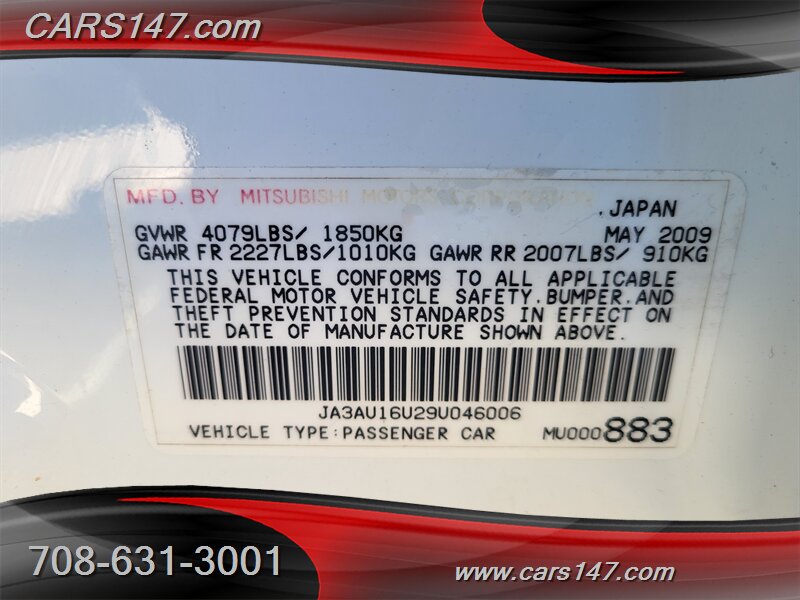 CARS147.com
MFD. BY MITSUBISHI MOTORS CORPORATION
.JAPAN
GVWR 4079LBS/ 1850KG MAY 2009
GAWR FR 2227LBS/1010KG GAWR RR 2007LBS/ 910KG
THIS VEHICLE CONFORMS TO ALL APPLICABLE
FEDERAL MOTOR VEHICLE SAFETY.BUMPER.AND
THEFT PREVENTION STANDARDS IN EFFECT ON
THE DATE OF MANUFACTURE SHOWN ABOVE.
JA3AU16U29U046006
VEHICLE TYPE:PASSENGER CAR MU000883
708-631-3001
www.cars147.com